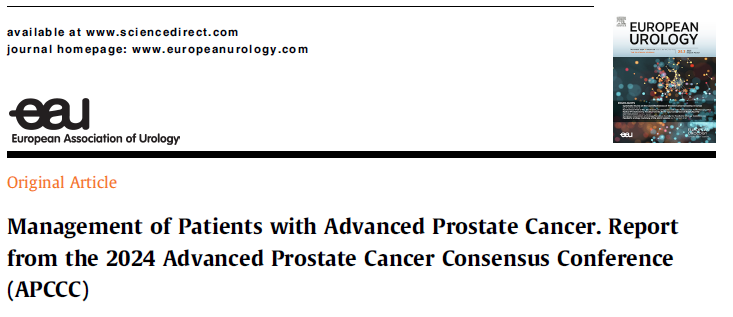 available at www.sciencedirect.com
journal homepage: www.europeanurology.com
EUROPEAN
UROLOGY
eau
European Association of Urology
Original Article
Management of Patients with Advanced Prostate Cancer. Report
from the 2024 Advanced Prostate Cancer Consensus Conference
(APCCC)